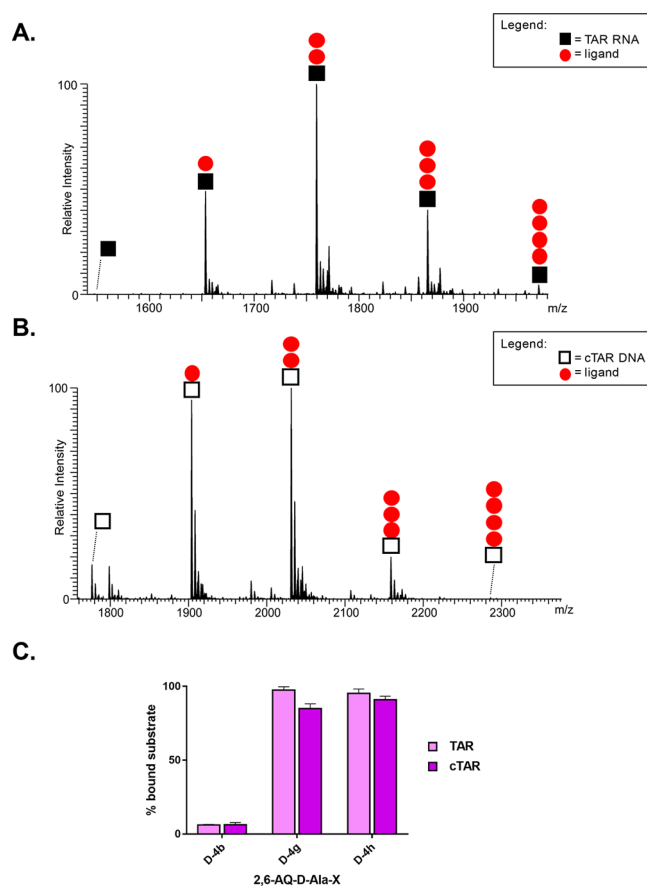 A.
Legend:
= TAR RNA
= ligand
100
Relative Intensity
0
1600
1700
1800
1900
m/z
B.
Legend:
= cTAR DNA
= ligand
100
Relative Intensity
0
1800
1900
2000
2100
2200
2300
m/z
C.
100
50
0
% bound substrate
TAR
cTAR
D-4b
D-4g
D-4h
2,6-AQ-D-Ala-X